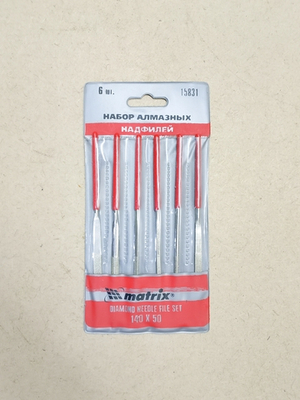 6 шт. 15831
НАБОР АЛМАЗНЫХ
НАДФИЛЕЙ
matrix®
DIAMOND NEEDLE FILE SET
140 X 50